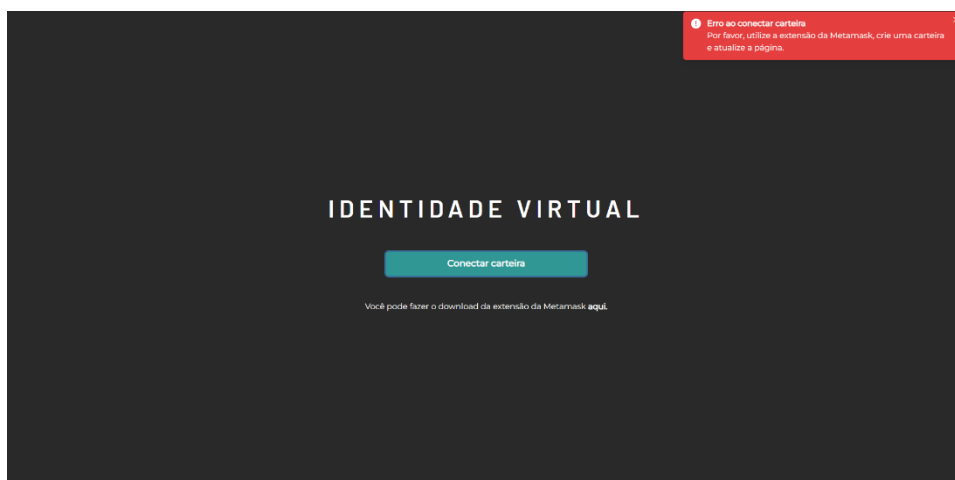 Erro ao conectar carteira
Por favor, utilize a extensão da Metamask, crie uma carteira
e atualize a página.
IDENTIDADE VIRTUAL
Conectar carteira
Você pode fazer o download da extensão da Metamask aqui.